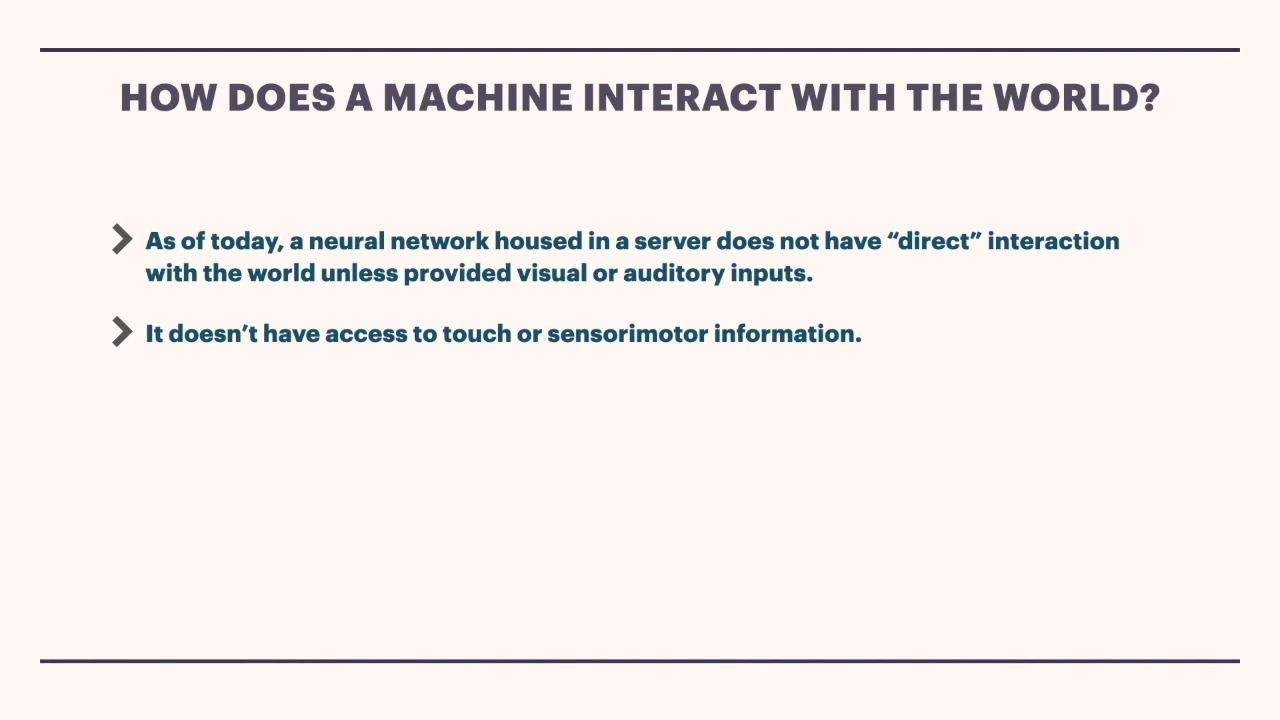 HOW DOES A MACHINE INTERACT WITH THE WORLD?
As of today, a neural network housed in a server does not have “direct” interaction
with the world unless provided visual or auditory inputs.
It doesn’t have access to touch or sensorimotor information.